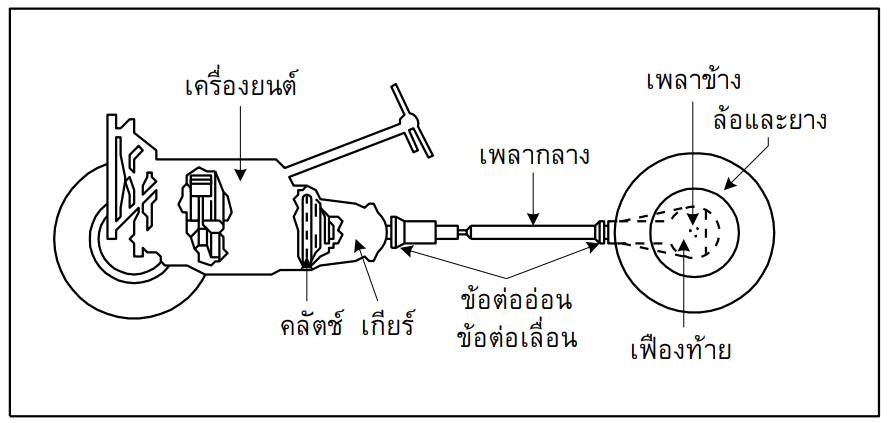 เครื่องยนต์
เพลาข้าง
ล้อและยาง
เพลากลาง
คลัตช์
เกียร์
ข้อต่ออ่อน
ข้อต่อเลื่อน
เฟืองท้าย